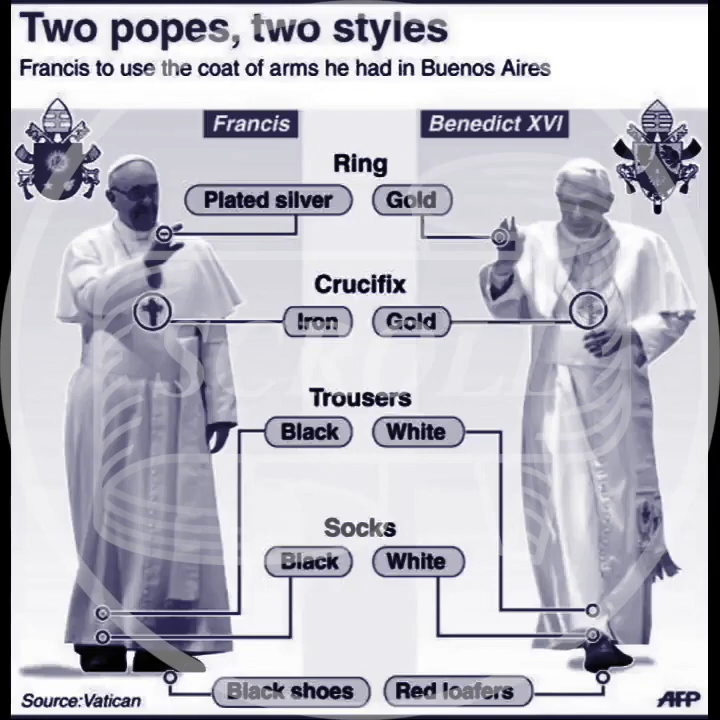 Two popes, two styles
Francis to use the coat of arms he had in Buenos Aires
Francis
Benedict XVI
Ring
Plated silver
Gold
Crucifix
Iron
Gold
SCROLL
Trousers
Black
White
Socks
Black
White
Black shoes
Red loafers
Source:Vatican
AFP